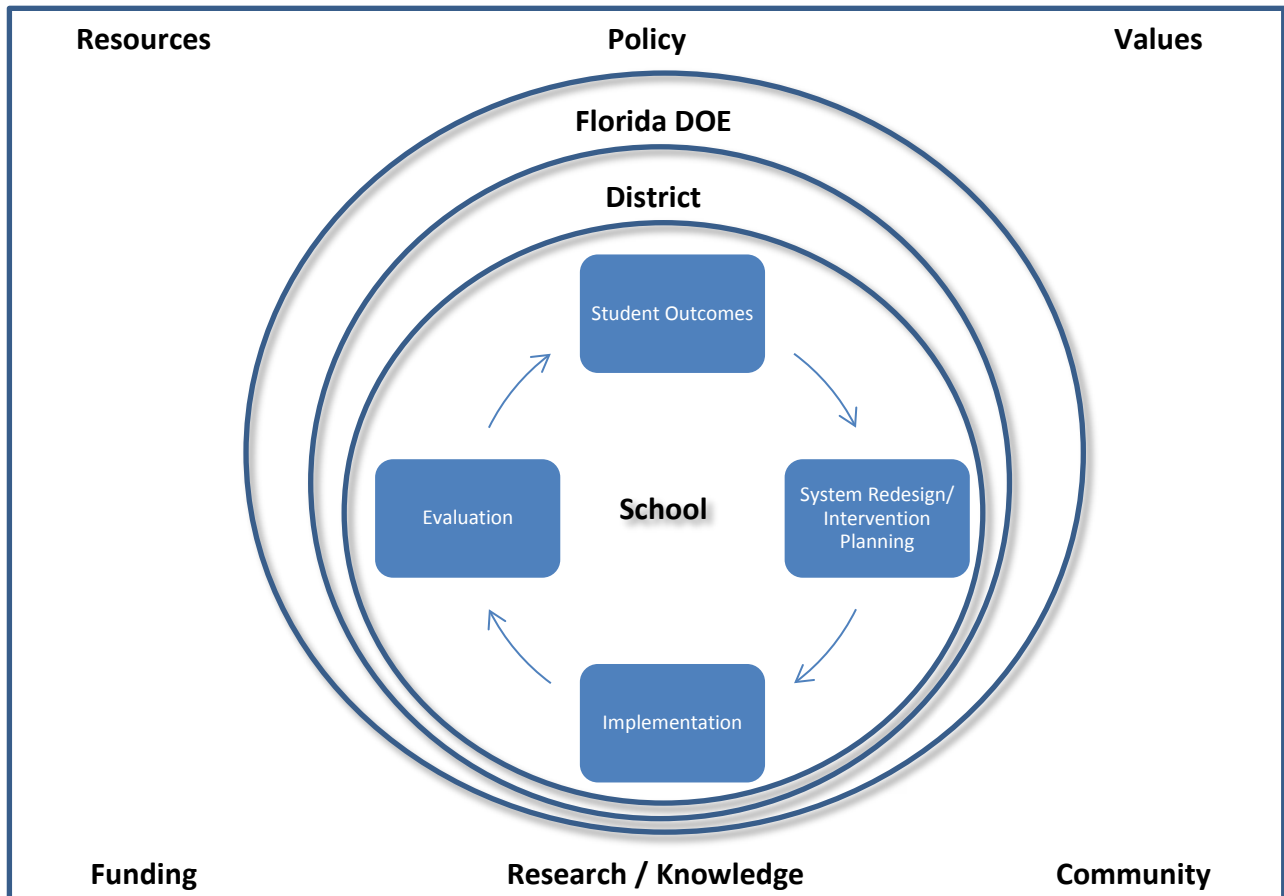 Resources
Policy
Values
Florida DOE
District
Student Outcomes
Evaluation
School
System Redesign/
Intervention
Planning
Implementation
Funding
Research / Knowledge
Community